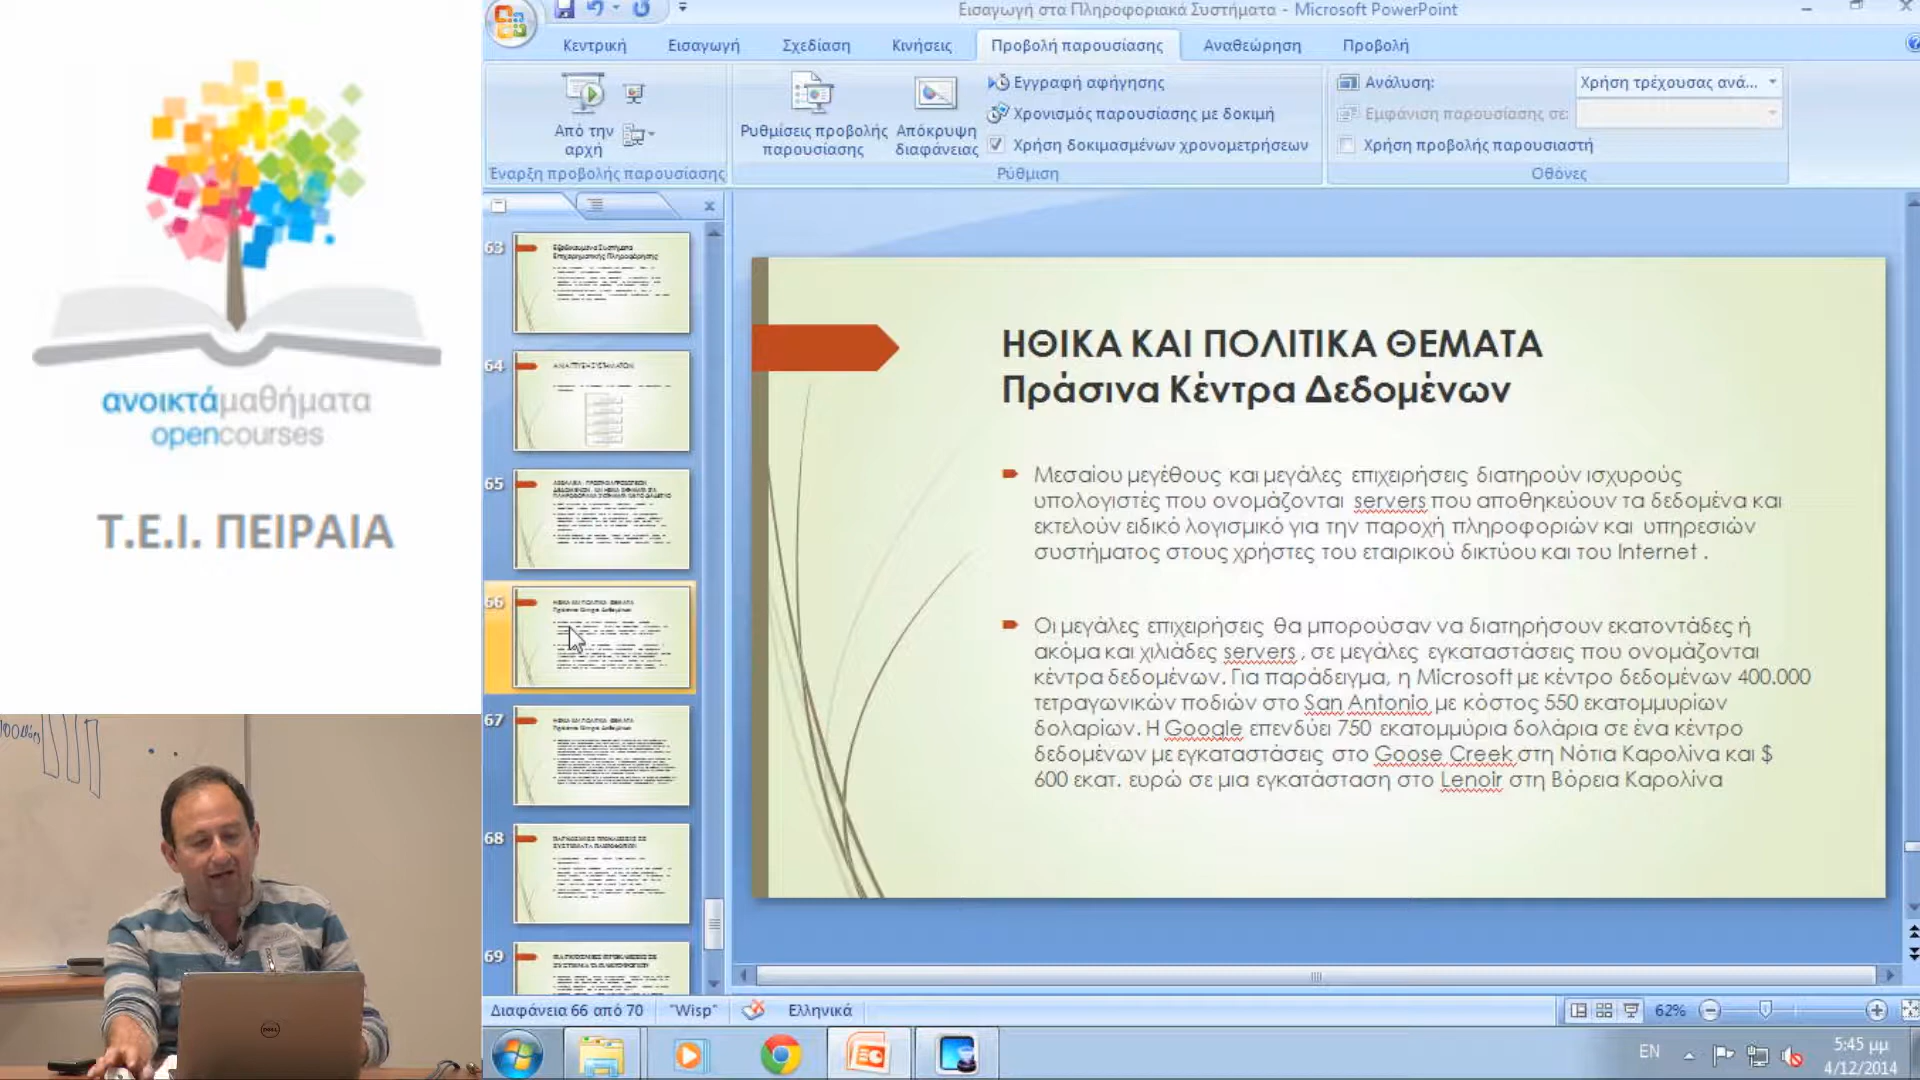 Εισαγωγή στα Πληροφοριακά Συστήματα - Microsoft PowerPoint
Κεντρική
Εισαγωγή
Σχεδίαση
Κινήσεις
Προβολή παρουσίασης
Αναθεώρηση
Προβολή
Από την
αρχή
Έναρξη προβολής παρουσίασης
Ρυθμίσεις προβολής
παρουσίασης
Απόκρυψη
διαφάνειας
Εγγραφή αφήγησης
Χρονισμός παρουσίασης με δοκιμή
Χρήση δοκιμασμένων χρονομετρήσεων
Ρύθμιση
Ανάλυση:
Χρήση τρέχουσας ανά...
Εμφάνιση παρουσίασης σε:
Χρήση προβολής παρουσιαστή
Οθόνες
ανοικτάμαθήματα
opencourses
Τ.Ε.Ι. ΠΕΙΡΑΙΑ
63
64
65
66
67
68
69
ΗΘΙΚΑ ΚΑΙ ΠΟΛΙΤΙΚΑ ΘΕΜΑΤΑ
Πράσινα Κέντρα Δεδομένων
Μεσαίου μεγέθους και μεγάλες επιχειρήσεις διατηρούν ισχυρούς
υπολογιστές που ονομάζονται servers που αποθηκεύουν τα δεδομένα και
εκτελούν ειδικό λογισμικό για την παροχή πληροφοριών και υπηρεσιών
συστήματος στους χρήστες του εταιρικού δικτύου και του Internet .
Οι μεγάλες επιχειρήσεις θα μπορούσαν να διατηρήσουν εκατοντάδες ή
ακόμα και χιλιάδες servers , σε μεγάλες εγκαταστάσεις που ονομάζονται
κέντρα δεδομένων. Για παράδειγμα, η Microsoft με κέντρο δεδομένων 400.000
τετραγωνικών ποδιών στο San Antonio με κόστος 550 εκατομμυρίων
δολαρίων. Η Google επενδύει 750 εκατομμύρια δολάρια σε ένα κέντρο
δεδομένων με εγκαταστάσεις στο Goose Creek στη Νότια Καρολίνα και $
600 εκατ. ευρώ σε μια εγκατάσταση στο Lenoir στη Βόρεια Καρολίνα
Διαφάνεια 66 από 70
"Wisp"
Ελληνικά
62%
EN
5:45 μμ
4/12/2014
DELL